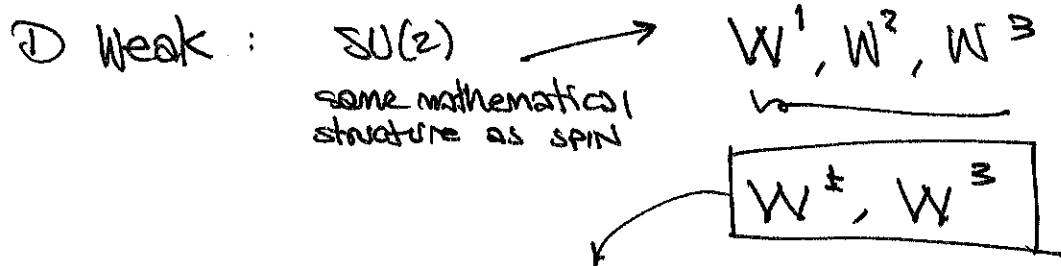 ① Weak : SU(2) → W¹, W², W³
same mathematical
structure as SPIN
W±, W³